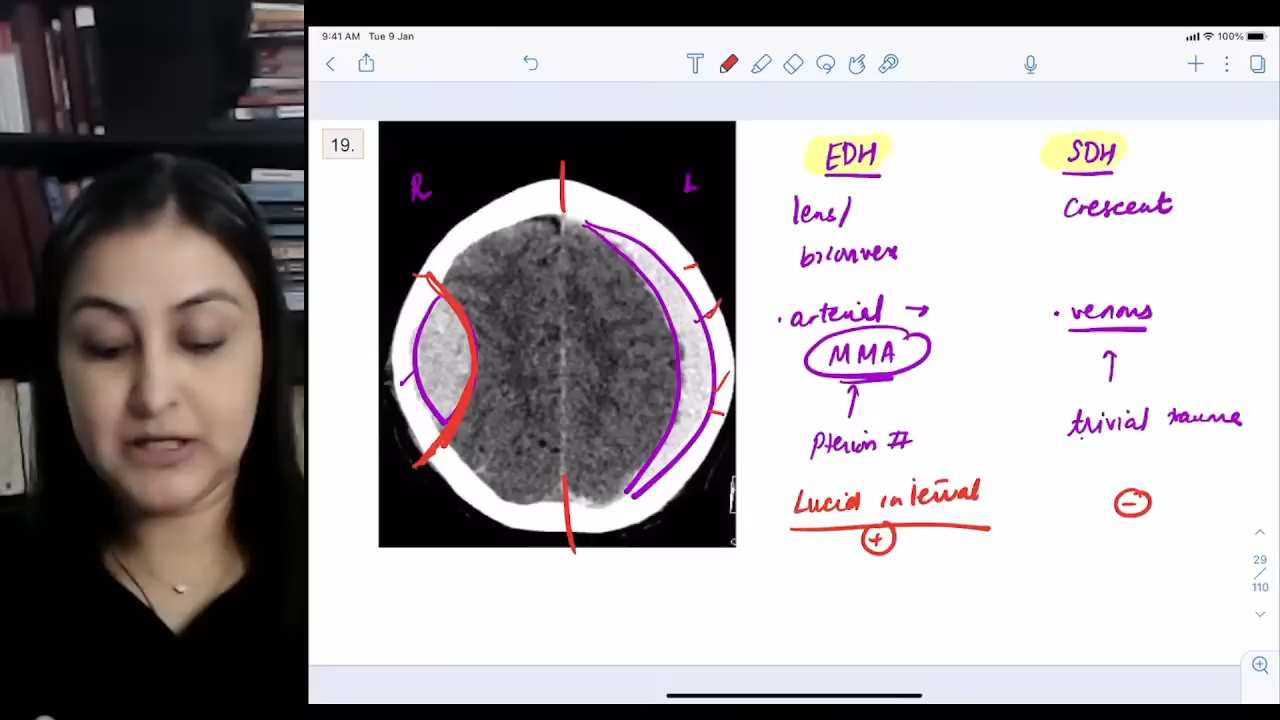 9:41 AM Tue 9 Jan
100%
19.
R L
EDH
lens/
biconvex
• arterial →
MMA
Pterion #
Lucid interval
+
SDH
crescent
• venous
trivial trauma
-
29
/
110